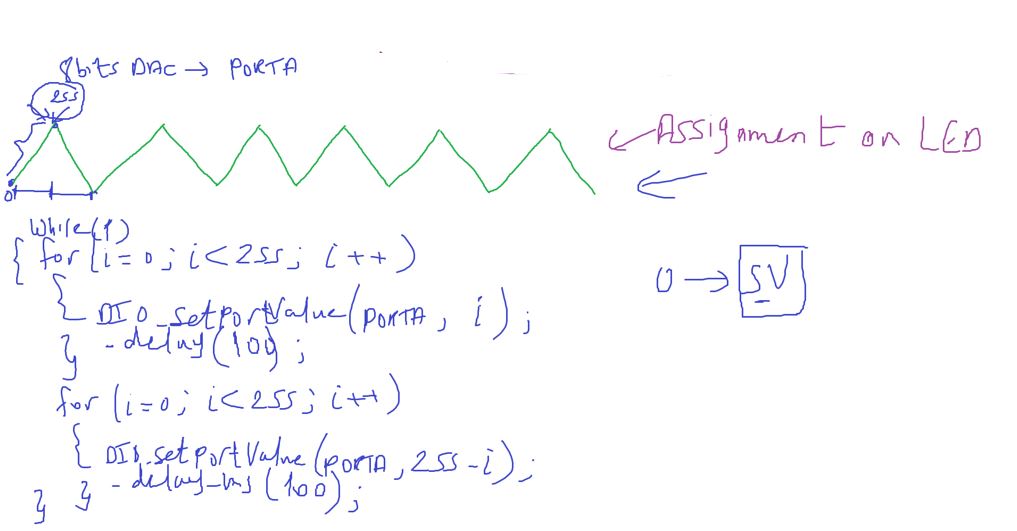 8bits DAC → PORTA
255
0
Assignment on LED
While(1)
{ for (i=0; i<255; i++)
{ DIO_setportValue(PORTA, i);
} -delay(100);
for (i=0; i<255; i++)
{ DIO_setportValue(PORTA, 255-i);
} } -delay_ms(100);
0 → 5V